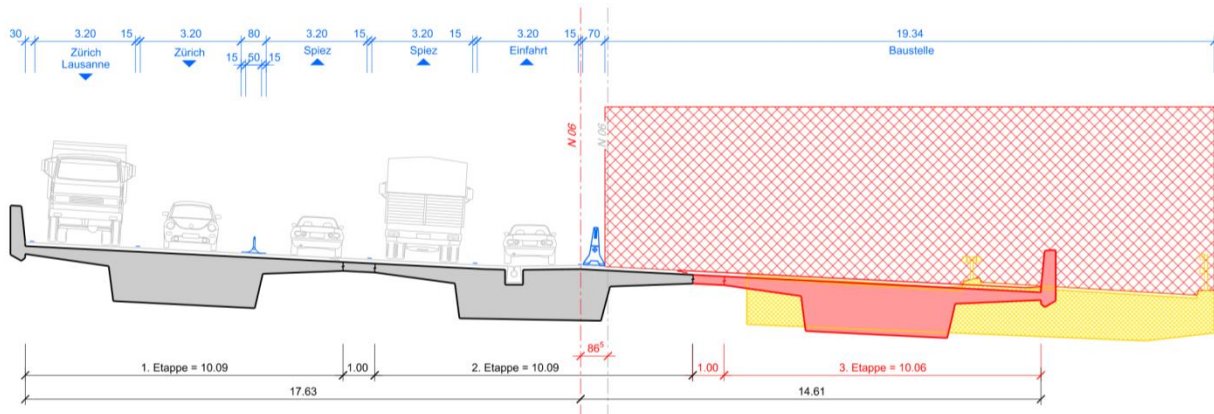 30 3.20 15 3.20 80 3.20 15 3.20 15 3.20 15 70 19.34
Zürich Zürich 15 50 15 Spiez Spiez Einfahrt Baustelle
Lausanne
N 06 N 06
86⁵
1. Etappe = 10.09 1.00 2. Etappe = 10.09 1.00 3. Etappe = 10.06
17.63 14.61